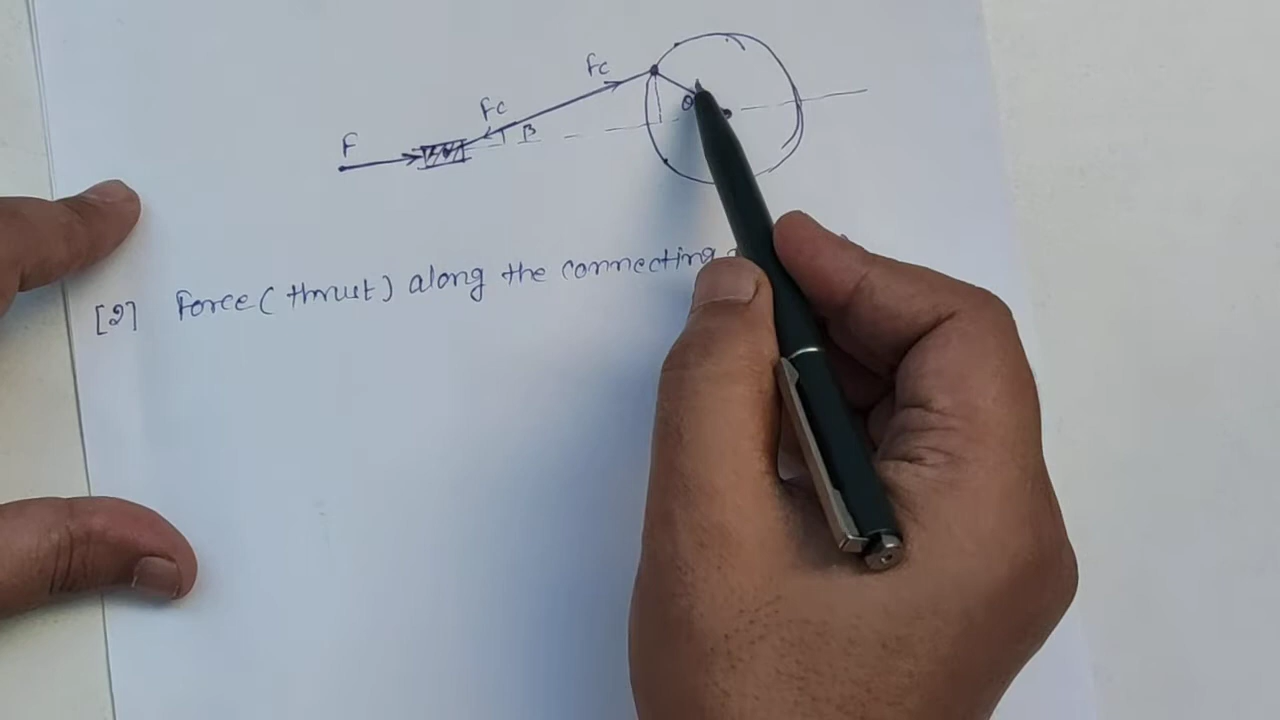 Fc
Fc
F
β
θ
[2] Force (thrust) along the connecting